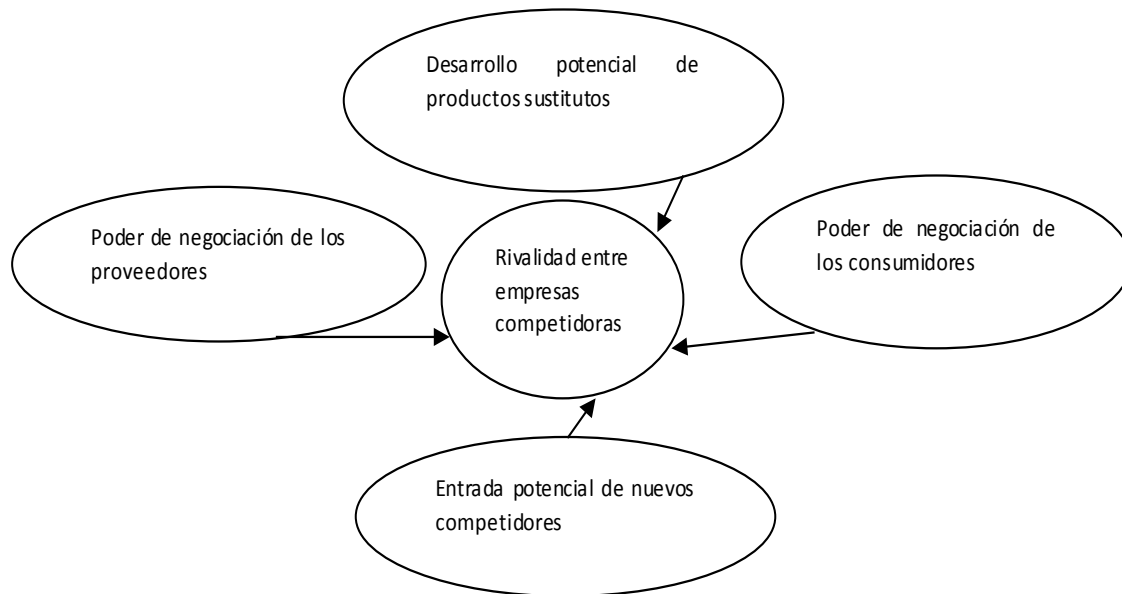 Desarrollo potencial de
productos sustitutos
Poder de negociación de los
proveedores
Rivalidad entre
empresas
competidoras
Poder de negociación de
los consumidores
Entrada potencial de nuevos
competidores